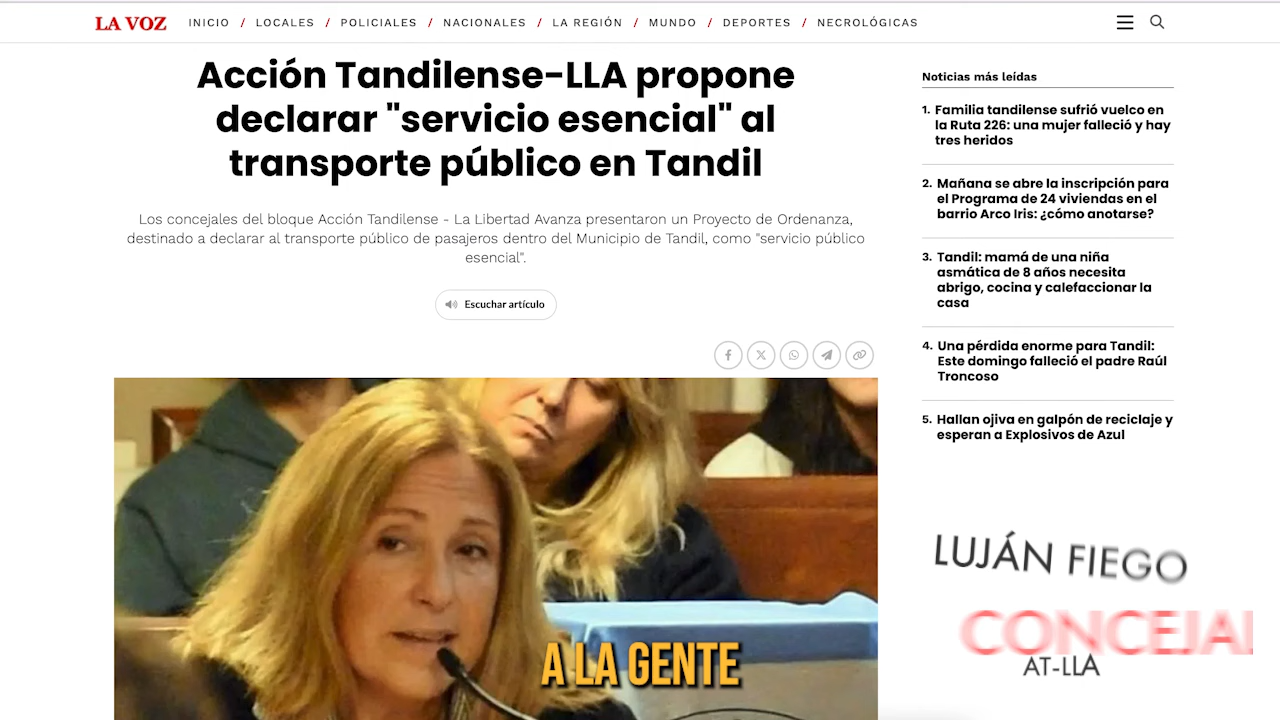 LA VOZ
INICIO / LOCALES / POLICIALES / NACIONALES / LA REGIÓN / MUNDO / DEPORTES / NECROLÓGICAS
Acción Tandilense-LLA propone
declarar "servicio esencial" al
transporte público en Tandil
Los concejales del bloque Acción Tandilense - La Libertad Avanza presentaron un Proyecto de Ordenanza,
destinado a declarar al transporte público de pasajeros dentro del Municipio de Tandil, como "servicio público
esencial".
Escuchar artículo
Noticias más leídas
1. Familia tandilense sufrió vuelco en
la Ruta 226: una mujer falleció y hay
tres heridos
2. Mañana se abre la inscripción para
el Programa de 24 viviendas en el
barrio Arco Iris: ¿cómo anotarse?
3. Tandil: mamá de una niña
asmática de 8 años necesita
abrigo, cocina y calefaccionar la
casa
4. Una pérdida enorme para Tandil:
Este domingo falleció el padre Raúl
Troncoso
5. Hallan ojiva en galpón de reciclaje y
esperan a Explosivos de Azul
LUJÁN FIEGO
CONCEJAL
AT-LLA
A LA GENTE